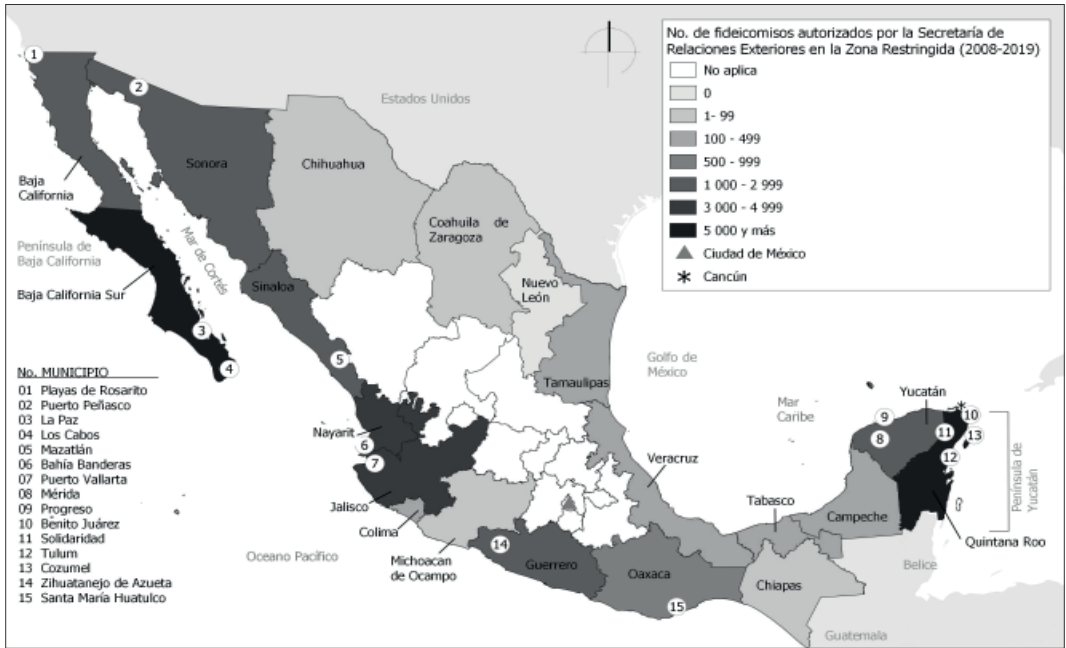 No. de fideicomisos autorizados por la Secretaría de
Relaciones Exteriores en la Zona Restringida (2008-2019)
No aplica
0
1- 99
100 - 499
500 - 999
1 000 - 2 999
3 000 - 4 999
5 000 y más
Ciudad de México
Cancún
1
2
Estados Unidos
Sonora
Chihuahua
Baja
California
Coahuila de
Zaragoza
Península de
Baja California
Mar de Cortés
Baja California Sur
Sinaloa
Nuevo
León
3
4
5
Golfo de
México
Tamaulipas
No. MUNICIPIO
01 Playas de Rosarito
02 Puerto Peñasco
03 La Paz
04 Los Cabos
05 Mazatlán
06 Bahía Banderas
07 Puerto Vallarta
08 Mérida
09 Progreso
10 Benito Juárez
11 Solidaridad
12 Tulum
13 Cozumel
14 Zihuatanejo de Azueta
15 Santa María Huatulco
Nayarit
6
7
Jalisco
Colima
Michoacan
de Ocampo
Oceano Pacífico
14
Guerrero
Oaxaca
15
Veracruz
Mar
Caribe
Yucatán
9
8
10
11
13
12
Península de
Yucatán
Tabasco
Campeche
Quintana Roo
Chiapas
Belice
Guatemala